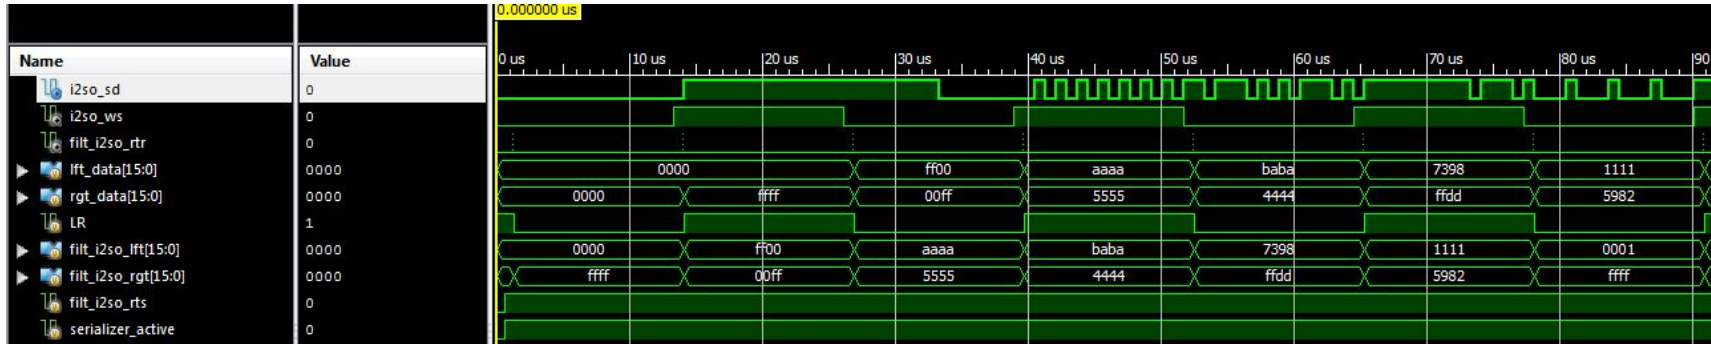 0.000000 us
Name Value 0 us 10 us 20 us 30 us 40 us 50 us 60 us 70 us 80 us 90
i2so_sd 0
i2so_ws 0
filt_i2so_rtr 0
lft_data[15:0] 0000 0000 ff00 aaaa baba 7398 1111
rgt_data[15:0] 0000 0000 ffff 00ff 5555 4444 ffdd 5982
LR 1
filt_i2so_lft[15:0] 0000 0000 ff00 aaaa baba 7398 1111 0001
filt_i2so_rgt[15:0] 0000 ffff 00ff 5555 4444 ffdd 5982 ffff
filt_i2so_rts 0
serializer_active 0